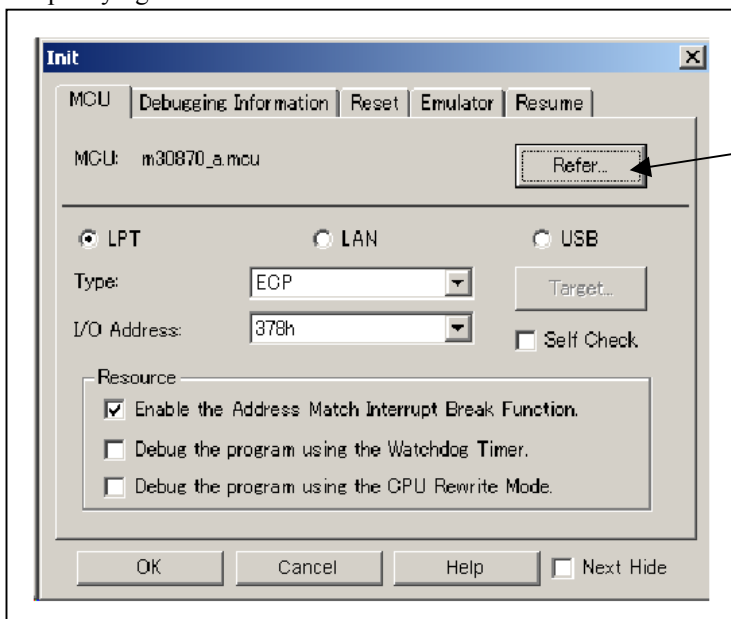 Init
MCU Debugging Information Reset Emulator Resume
MCU: m30870_a.mcu Refer...
LPT LAN USB
Type: ECP Target...
I/O Address: 378h Self Check
Resource
Enable the Address Match Interrupt Break Function.
Debug the program using the Watchdog Timer.
Debug the program using the CPU Rewrite Mode.
OK Cancel Help Next Hide